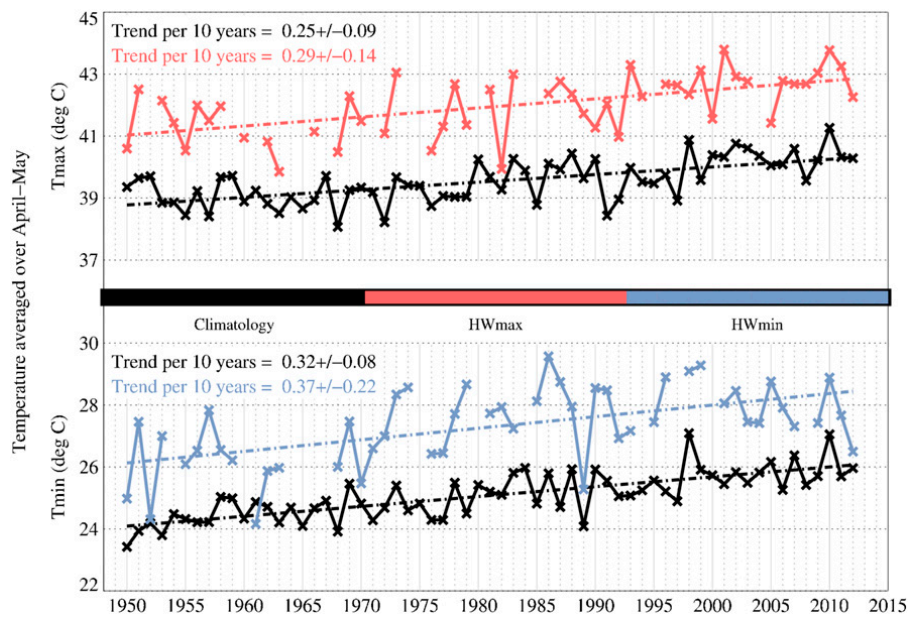 45
Trend per 10 years = 0.25+/−0.09
Trend per 10 years = 0.29+/−0.14
43
41
39
37
Tmax (deg C)
Temperature averaged over April−May
Climatology HWmax HWmin
30
Trend per 10 years = 0.32+/−0.08
Trend per 10 years = 0.37+/−0.22
28
26
24
22
Tmin (deg C)
1950 1955 1960 1965 1970 1975 1980 1985 1990 1995 2000 2005 2010 2015